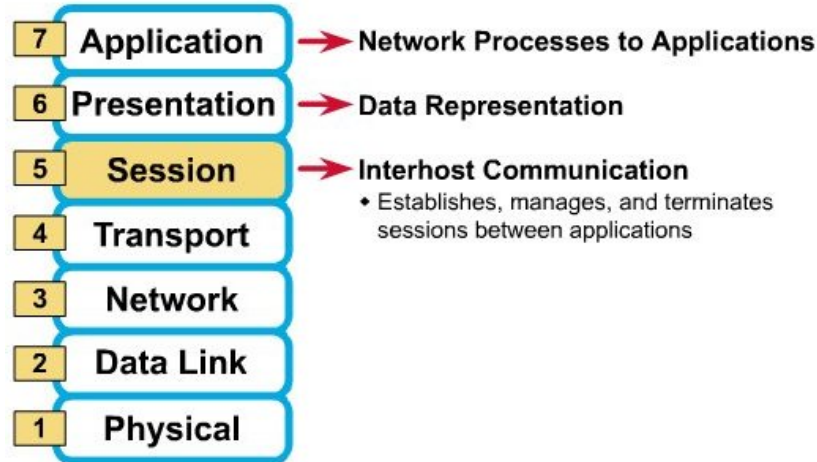 7 Application Network Processes to Applications
6 Presentation Data Representation
5 Session Interhost Communication
◆ Establishes, manages, and terminates
sessions between applications
4 Transport
3 Network
2 Data Link
1 Physical